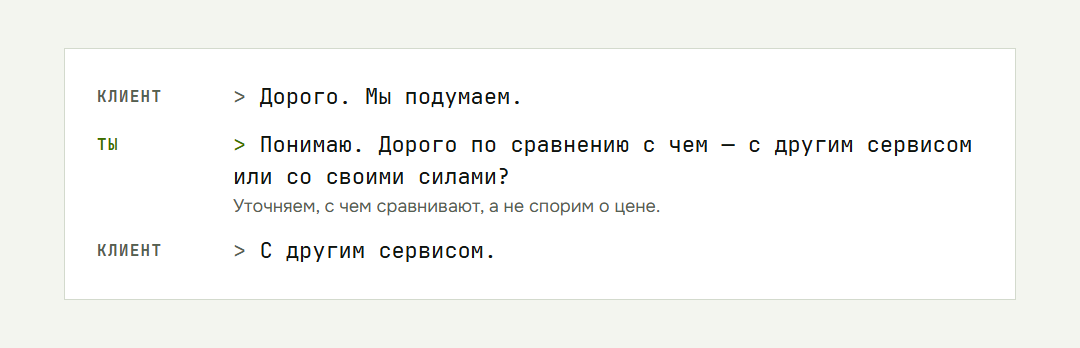 КЛИЕНТ > Дорого. Мы подумаем.
ТЫ > Понимаю. Дорого по сравнению с чем — с другим сервисом
или со своими силами?
Уточняем, с чем сравнивают, а не спорим о цене.
КЛИЕНТ > С другим сервисом.